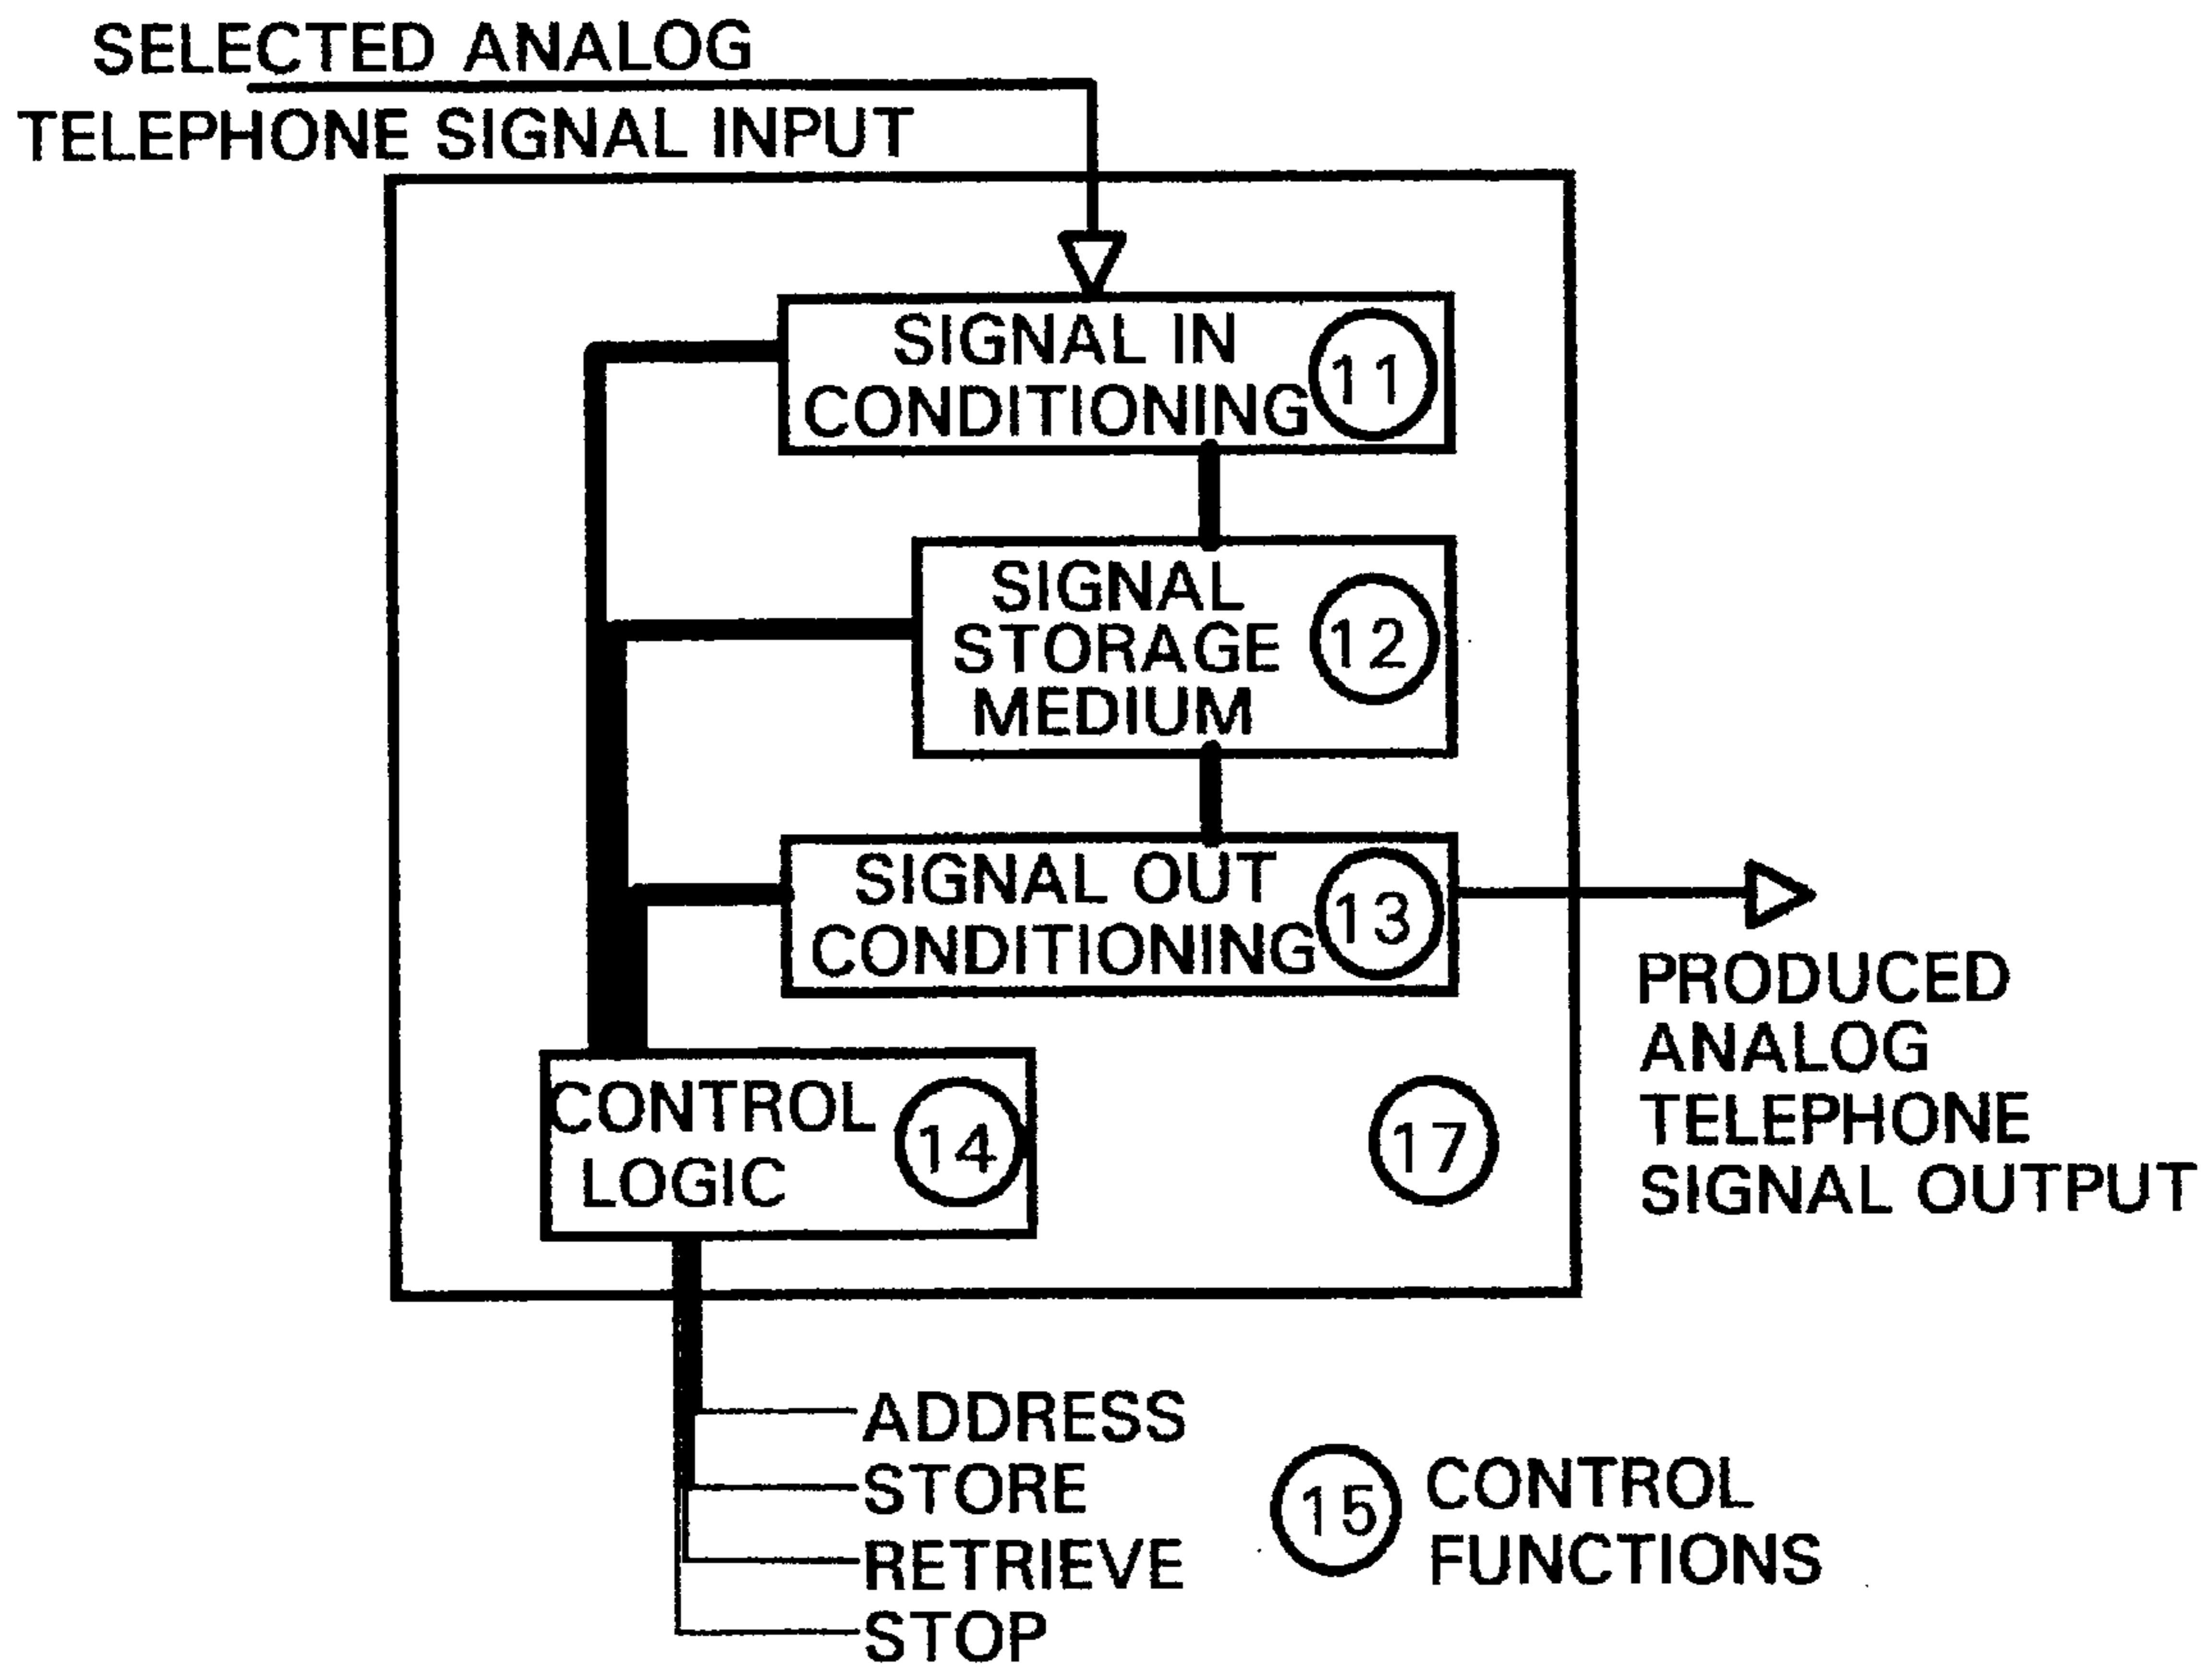 SELECTED ANALOG
TELEPHONE SIGNAL INPUT
SIGNAL IN
CONDITIONING
11
SIGNAL
STORAGE
MEDIUM
12
SIGNAL OUT
CONDITIONING
13
PRODUCED
ANALOG
TELEPHONE
SIGNAL OUTPUT
CONTROL
LOGIC
14
17
ADDRESS
STORE
RETRIEVE
STOP
15
CONTROL
FUNCTIONS